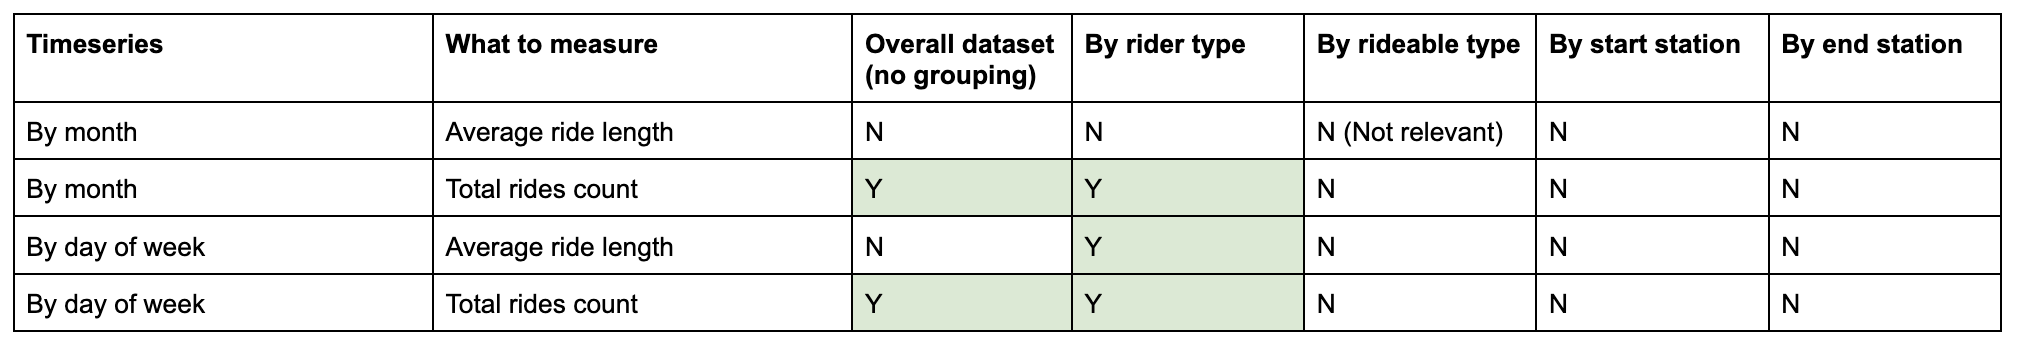 Timeseries What to measure Overall dataset (no grouping) By rider type By rideable type By start station By end station
By month Average ride length N N N (Not relevant) N N
By month Total rides count Y Y N N N
By day of week Average ride length N Y N N N
By day of week Total rides count Y Y N N N